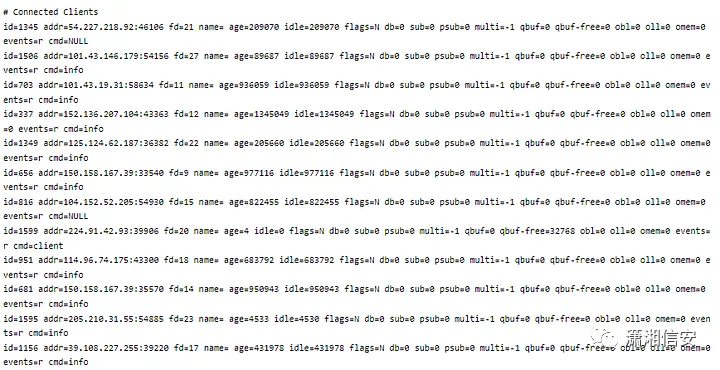 # Connected Clients
id=1345 addr=54.227.218.92:46106 fd=21 name= age=209070 idle=209070 flags=N db=0 sub=0 psub=0 multi=-1 qbuf=0 qbuf-free=0 obl=0 oll=0 omem=0
events=r cmd=NULL
id=1506 addr=101.43.146.179:54156 fd=27 name= age=89687 idle=89687 flags=N db=0 sub=0 psub=0 multi=-1 qbuf=0 qbuf-free=0 obl=0 oll=0 omem=0 e
vents=r cmd=info
id=703 addr=101.43.19.31:58634 fd=11 name= age=936059 idle=936059 flags=N db=0 sub=0 psub=0 multi=-1 qbuf=0 qbuf-free=0 obl=0 oll=0 omem=0 ev
ents=r cmd=info
id=337 addr=152.136.207.104:43363 fd=12 name= age=1345049 idle=1345049 flags=N db=0 sub=0 psub=0 multi=-1 qbuf=0 qbuf-free=0 obl=0 oll=0 omem
=0 events=r cmd=info
id=1349 addr=125.124.62.187:36382 fd=22 name= age=205660 idle=205660 flags=N db=0 sub=0 psub=0 multi=-1 qbuf=0 qbuf-free=0 obl=0 oll=0 omem=0
events=r cmd=info
id=656 addr=150.158.167.39:33540 fd=9 name= age=977116 idle=977116 flags=N db=0 sub=0 psub=0 multi=-1 qbuf=0 qbuf-free=0 obl=0 oll=0 omem=0 e
vents=r cmd=info
id=816 addr=104.152.52.205:54930 fd=15 name= age=822455 idle=822455 flags=N db=0 sub=0 psub=0 multi=-1 qbuf=0 qbuf-free=0 obl=0 oll=0 omem=0
events=r cmd=NULL
id=1599 addr=224.91.42.93:39906 fd=20 name= age=4 idle=0 flags=N db=0 sub=0 psub=0 multi=-1 qbuf=0 qbuf-free=32768 obl=0 oll=0 omem=0 events=
r cmd=client
id=951 addr=114.96.74.175:43300 fd=18 name= age=683792 idle=683792 flags=N db=0 sub=0 psub=0 multi=-1 qbuf=0 qbuf-free=0 obl=0 oll=0 omem=0 e
vents=r cmd=info
id=681 addr=150.158.167.39:35570 fd=14 name= age=950943 idle=950943 flags=N db=0 sub=0 psub=0 multi=-1 qbuf=0 qbuf-free=0 obl=0 oll=0 omem=0
events=r cmd=info
id=1595 addr=205.210.31.55:54885 fd=23 name= age=4533 idle=4530 flags=N db=0 sub=0 psub=0 multi=-1 qbuf=0 qbuf-free=0 obl=0 oll=0 omem=0 even
ts=r cmd=info
id=1156 addr=39.108.227.255:39220 fd=17 name= age=431978 idle=431978 flags=N db=0 sub=0 psub=0 multi=-1 qbuf=0 qbuf-free=0 obl=0 oll=0 omem=0
events=r cmd=info
潇湘信安